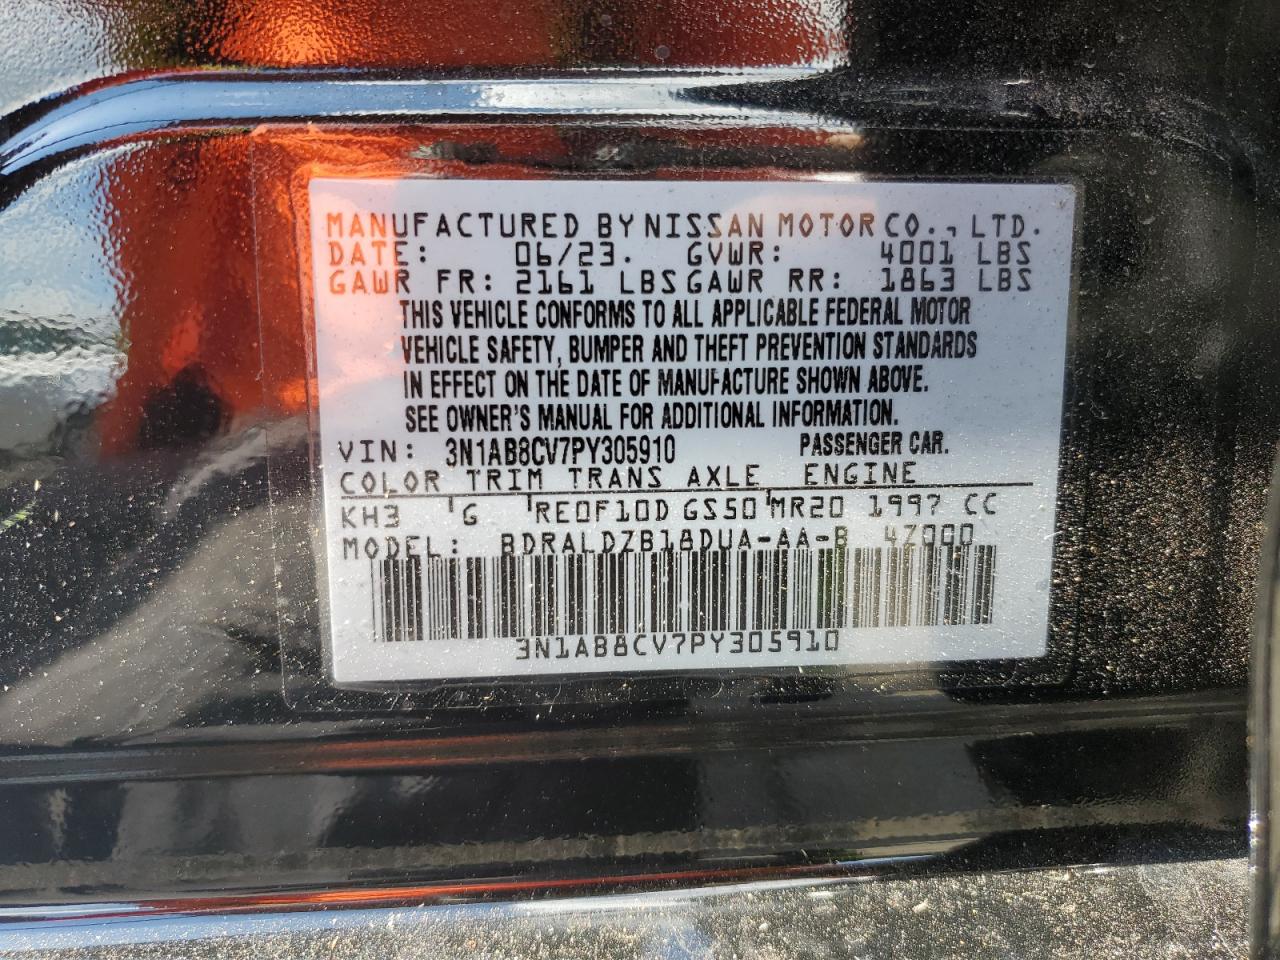 MANUFACTURED BY NISSAN MOTOR CO., LTD.
DATE: 06/23. GVWR: 4001 LBS
GAWR FR: 2161 LBS GAWR RR: 1863 LBS
THIS VEHICLE CONFORMS TO ALL APPLICABLE FEDERAL MOTOR
VEHICLE SAFETY, BUMPER AND THEFT PREVENTION STANDARDS
IN EFFECT ON THE DATE OF MANUFACTURE SHOWN ABOVE.
SEE OWNER'S MANUAL FOR ADDITIONAL INFORMATION.
VIN: 3N1AB8CV7PY305910 PASSENGER CAR.
COLOR TRIM TRANS AXLE ENGINE
KH3 G RE0F10D GS50 MR20 1997 CC
MODEL: BDRALDZB18DUA-AA-B 4Z000
3N1AB8CV7PY305910